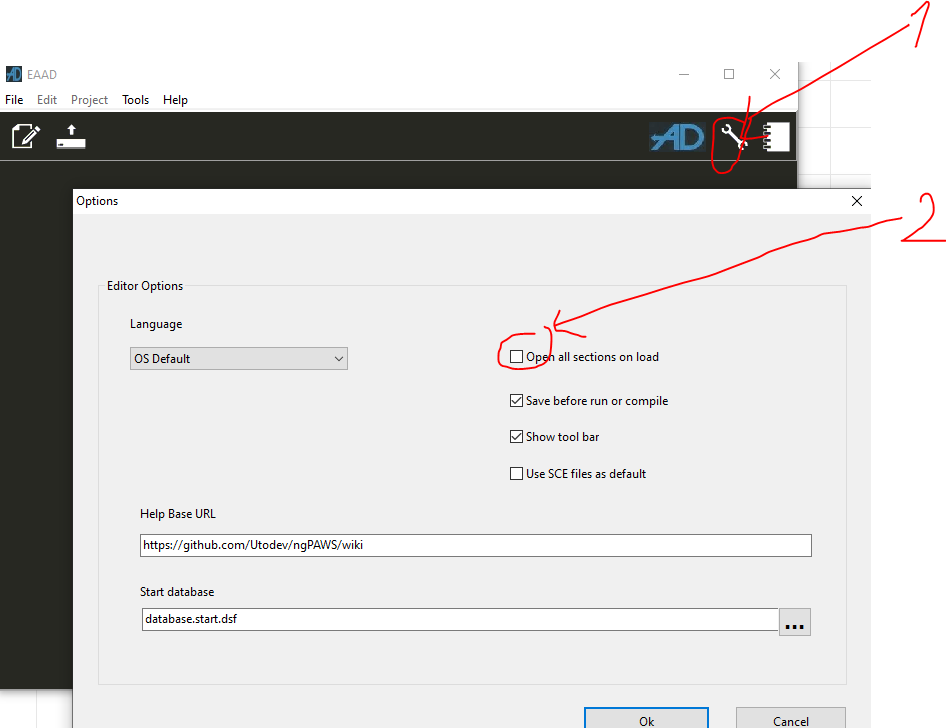 1
AD EAAD
File Edit Project Tools Help
AD
2
Options
Editor Options
Language
OS Default
Open all sections on load
Save before run or compile
Show tool bar
Use SCE files as default
Help Base URL
https://github.com/Utodev/ngPAWS/wiki
Start database
database.start.dsf
...
Ok Cancel